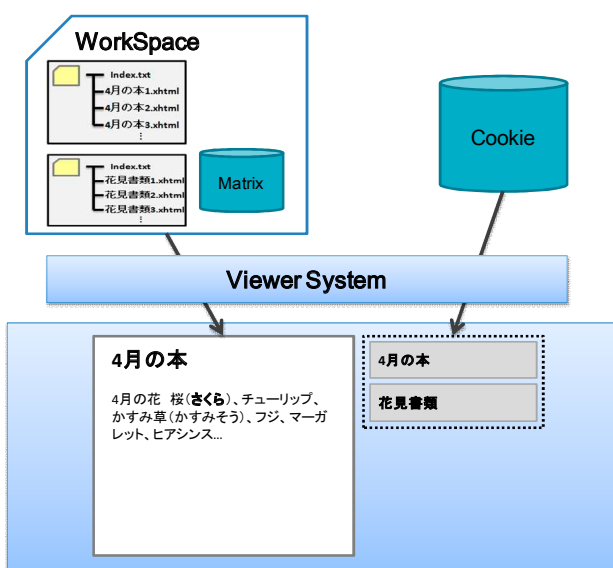 WorkSpace
Index.txt
4月の本1.xhtml
4月の本2.xhtml
4月の本3.xhtml
⋮
Index.txt
花見書類1.xhtml
花見書類2.xhtml
花見書類3.xhtml
⋮
Matrix
Cookie
Viewer System
4月の本
4月の花 桜(さくら)、チューリップ、
かすみ草(かすみそう)、フジ、マーガ
レット、ヒアシンス...
4月の本
花見書類